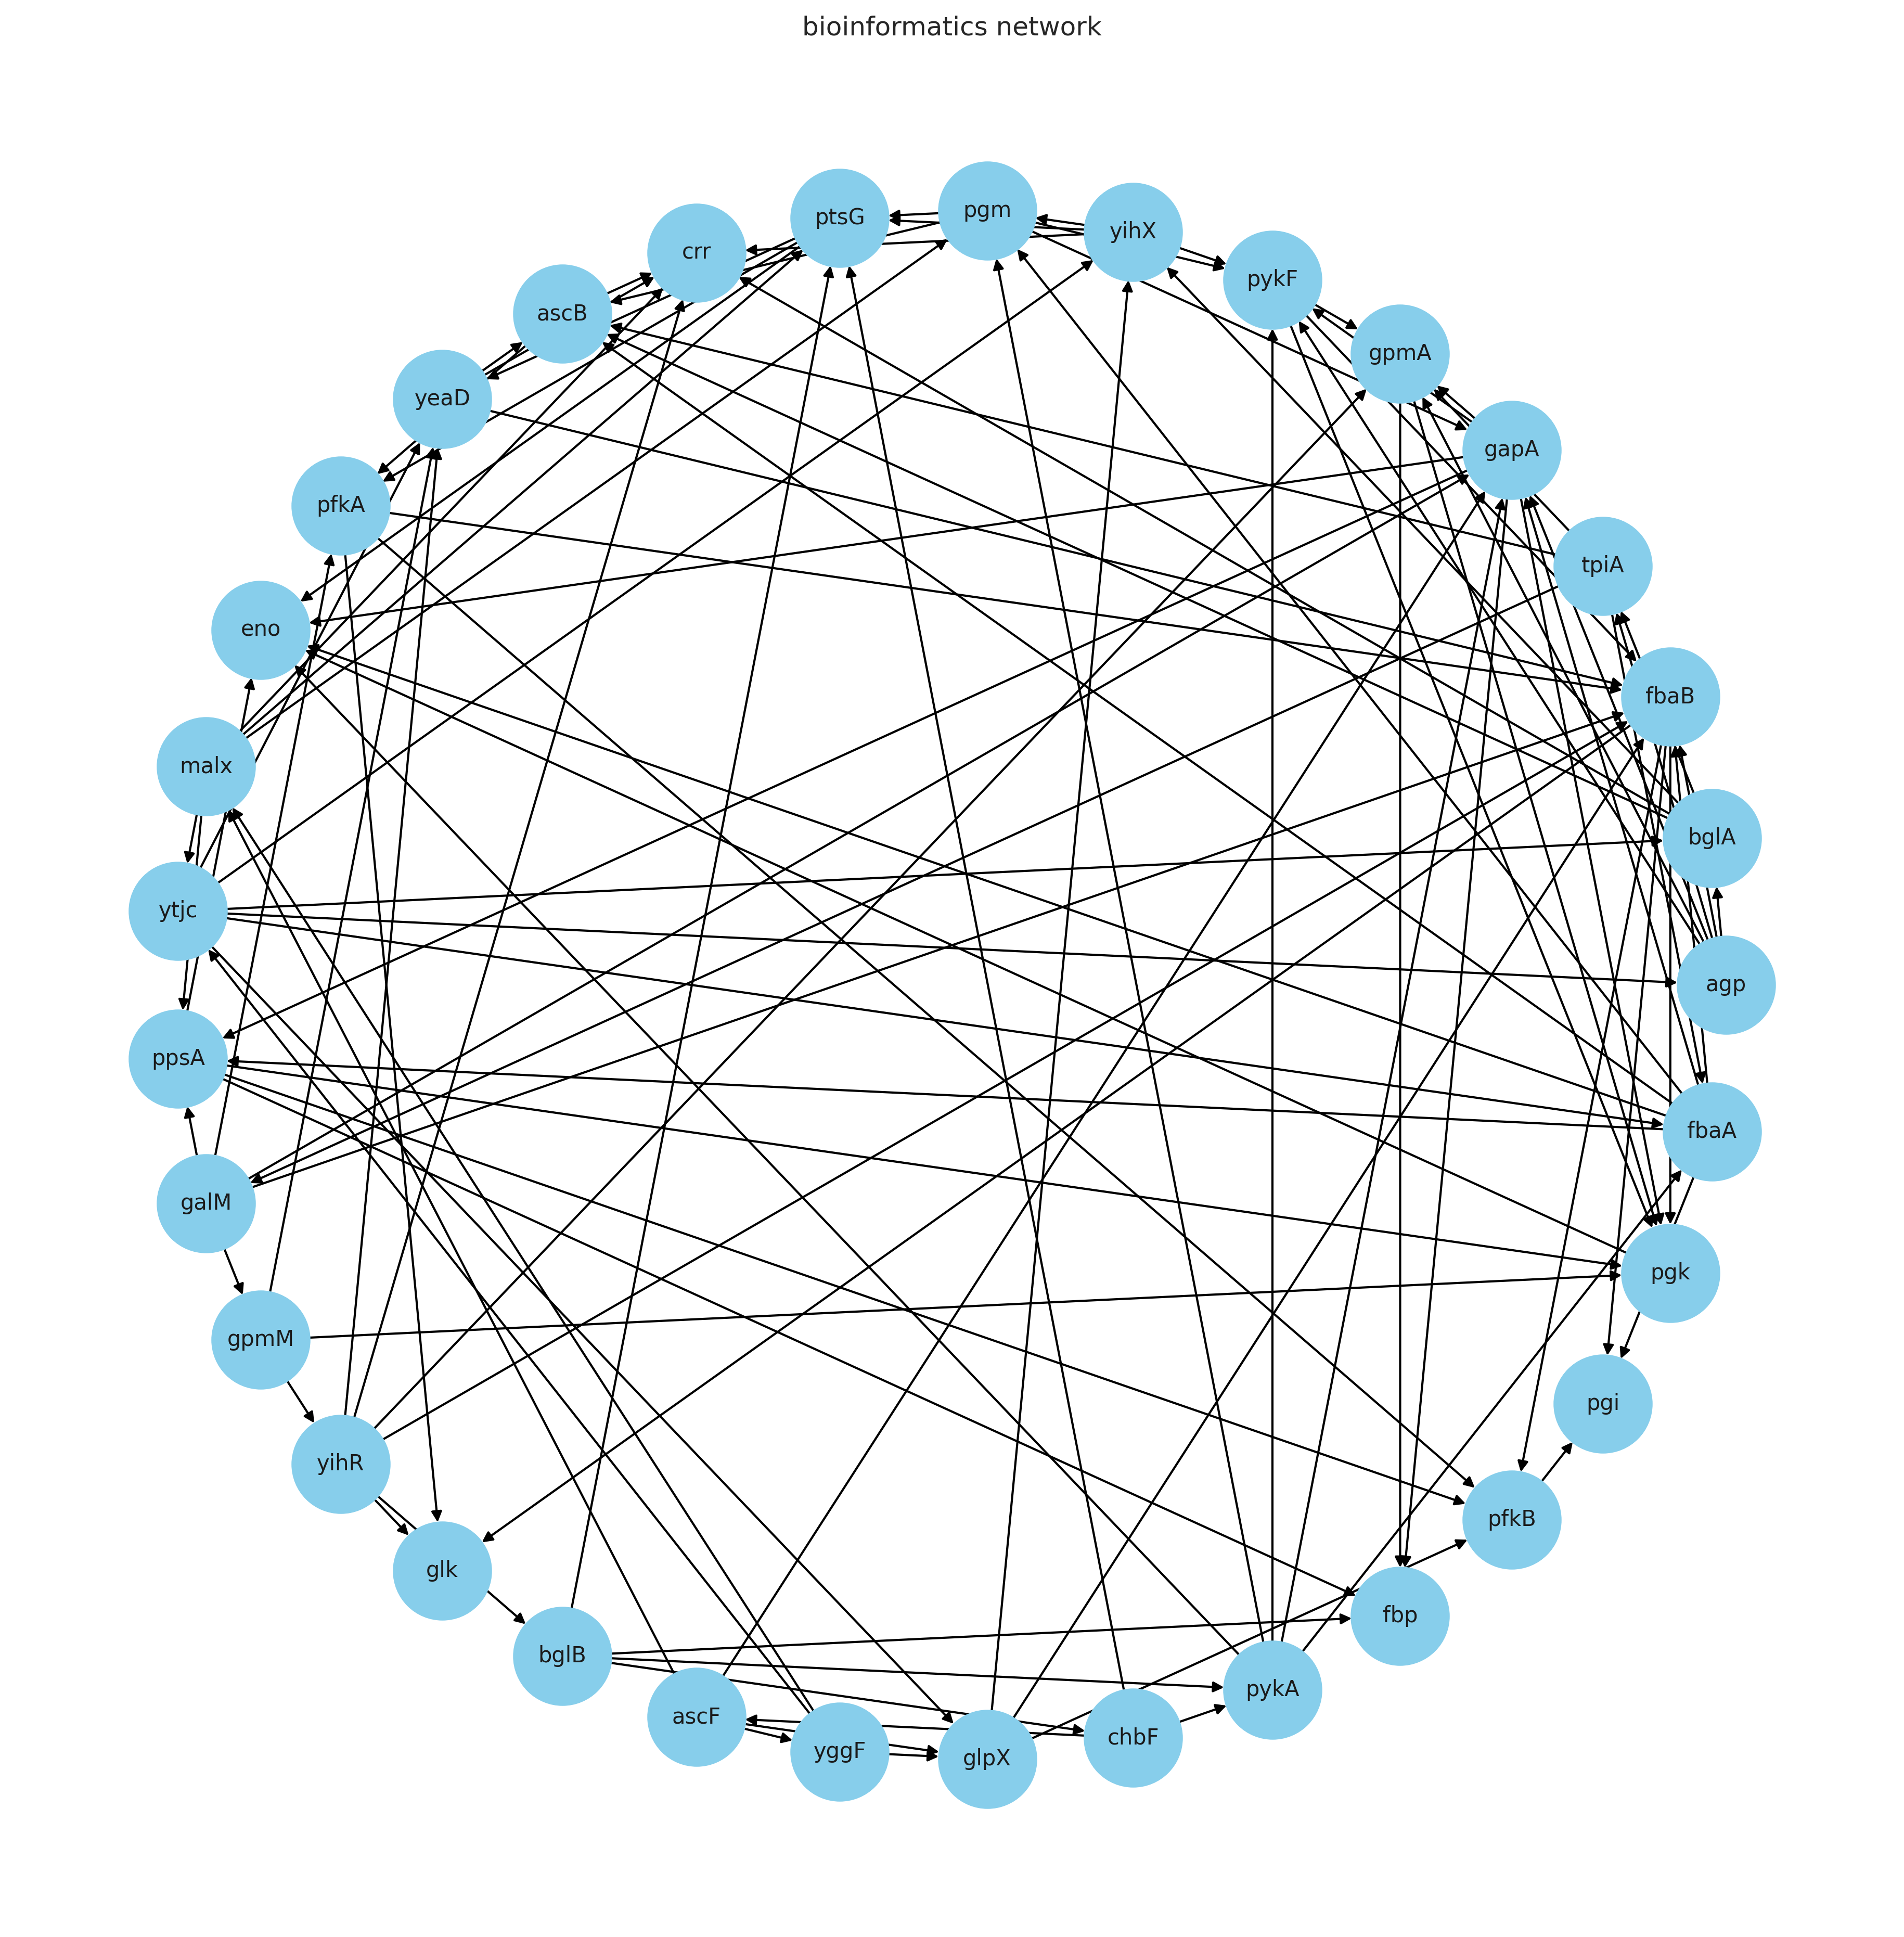 bioinformatics network
pgm
ptsG
yihX
crr
pykF
ascB
gpmA
yeaD
gapA
pfkA
tpiA
eno
fbaB
malx
bglA
ytjc
agp
ppsA
fbaA
galM
pgk
gpmM
pgi
yihR
pfkB
glk
fbp
bglB
pykA
ascF
chbF
yggF
glpX